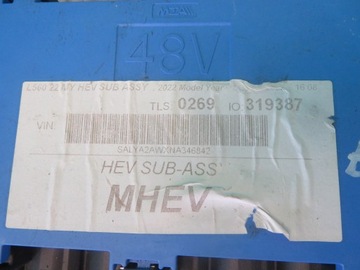 48V
L560 22 MY HEV SUB ASSY 2022 Model Year
TLS: 0269 IO 319387
VIN:
HEV SUB-ASS
MHEV